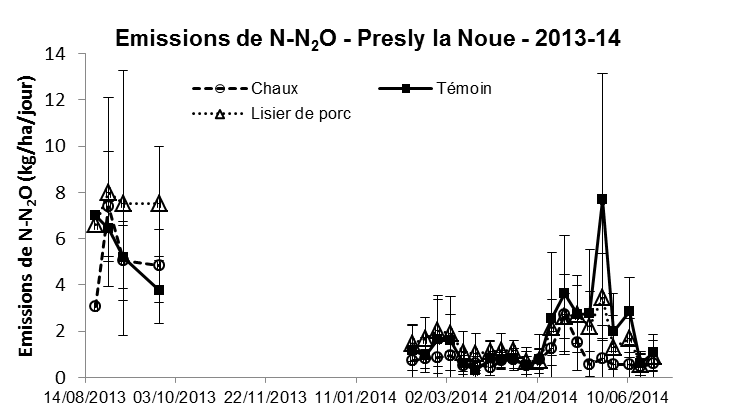 Emissions de N-N₂O - Presly la Noue - 2013-14
Emissions de N-N₂O (kg/ha/jour)
14
12
10
8
6
4
2
0
Chaux
Témoin
Lisier de porc
14/08/2013 03/10/2013 22/11/2013 11/01/2014 02/03/2014 21/04/2014 10/06/2014